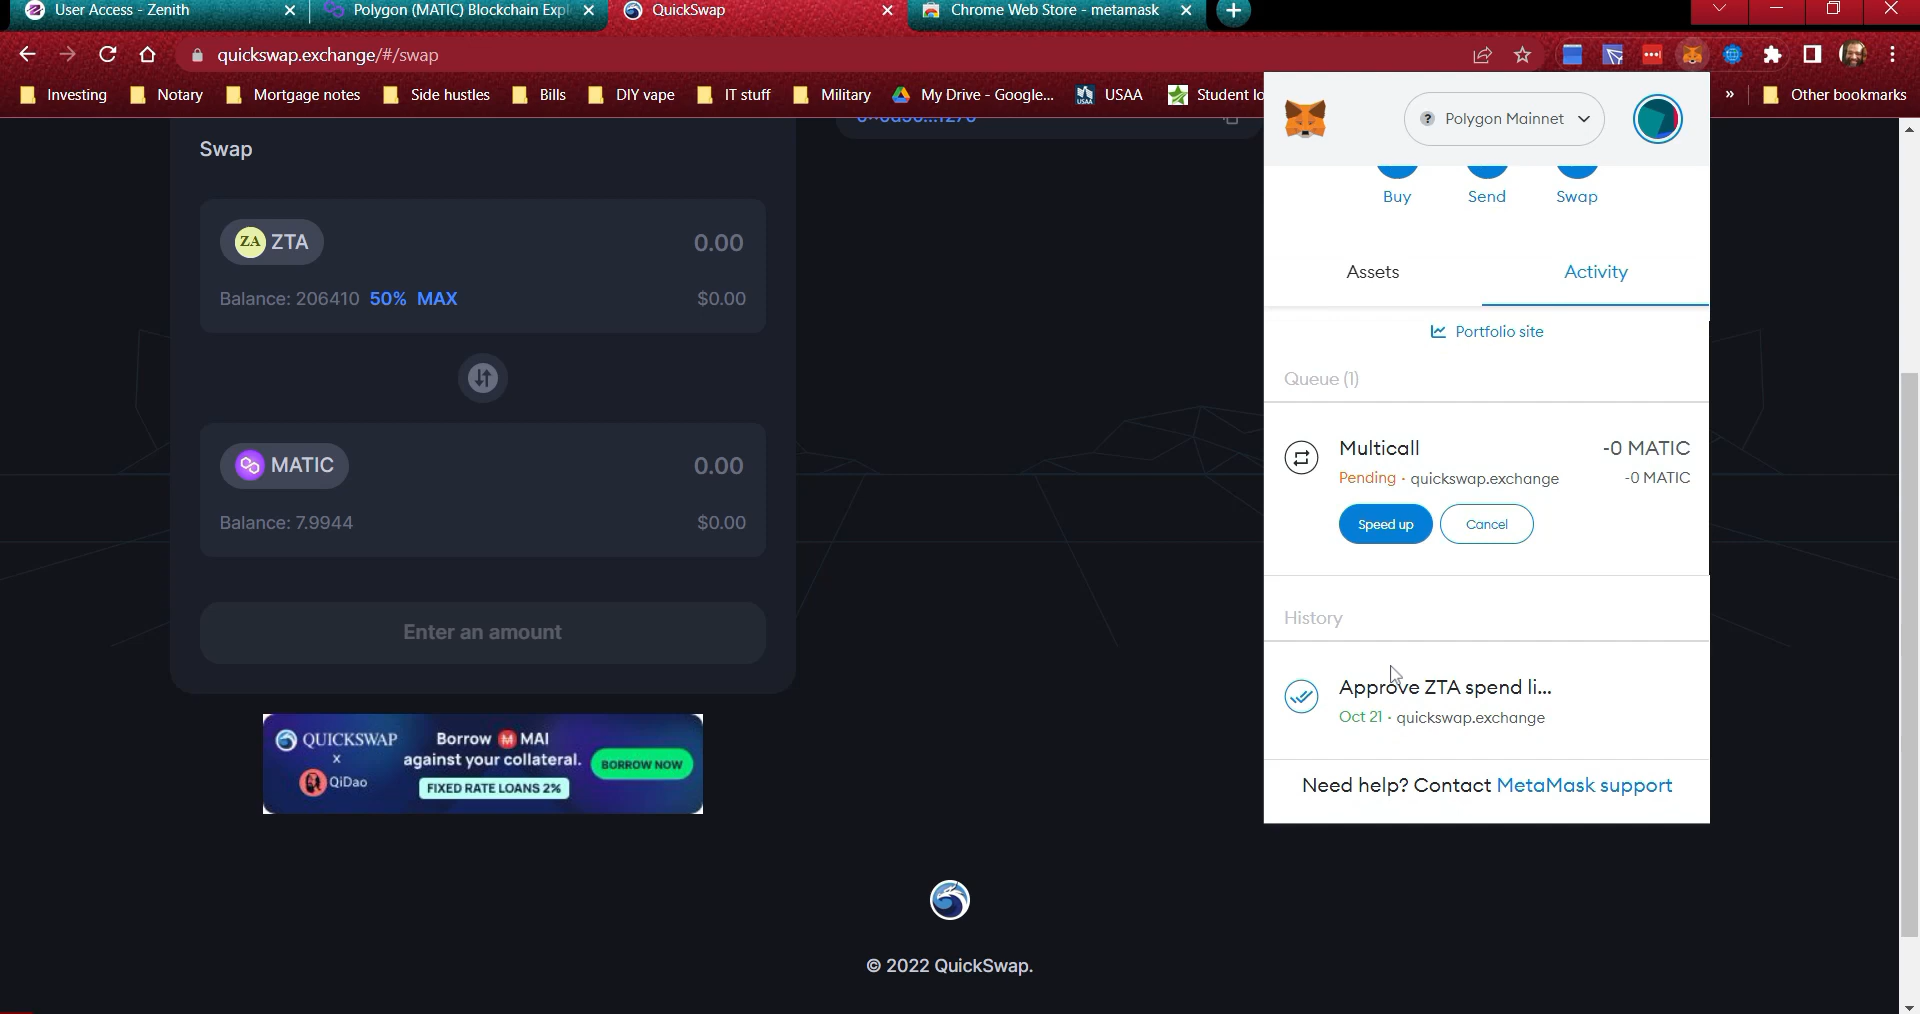 User Access - Zenith
Polygon (MATIC) Blockchain Expl
QuickSwap
Chrome Web Store - metamask
quickswap.exchange/#/swap
Investing
Notary
Mortgage notes
Side hustles
Bills
DIY vape
IT stuff
Military
My Drive - Google...
USAA
Student lo
»
Other bookmarks
Swap
ZA ZTA
0.00
Balance: 206410 50% MAX
$0.00
MATIC
0.00
Balance: 7.9944
$0.00
Enter an amount
QUICKSWAP
x
QiDao
Borrow MAI
against your collateral.
FIXED RATE LOANS 2%
BORROW NOW
© 2022 QuickSwap.
? Polygon Mainnet
Buy
Send
Swap
Assets
Activity
Portfolio site
Queue (1)
Multicall
-0 MATIC
Pending · quickswap.exchange
-0 MATIC
Speed up
Cancel
History
Approve ZTA spend li...
Oct 21 · quickswap.exchange
Need help? Contact MetaMask support